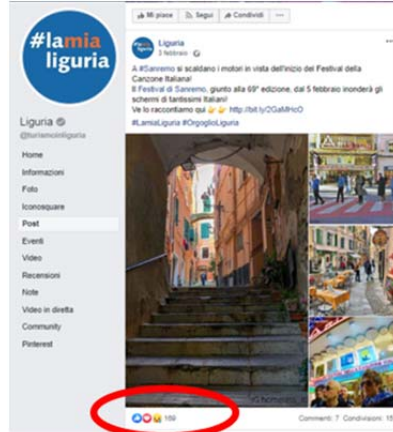 #lamia
liguria
Liguria
@turismoinliguria
Home
Informazioni
Foto
Iconosquare
Post
Eventi
Video
Recensioni
Note
Video in diretta
Community
Pinterest
Mi piace Segui Condividi
Liguria
3 febbraio
A #Sanremo si scaldano i motori in vista dell'inizio del Festival della
Canzone Italiana!
Il Festival di Sanremo, giunto alla 69° edizione, dal 5 febbraio inonderà gli
schermi di tantissimi Italiani!
Ve lo raccontiamo qui
#LamiaLiguria #OrgoglioLiguria
169
Commenti: 7 Condivisioni: 15